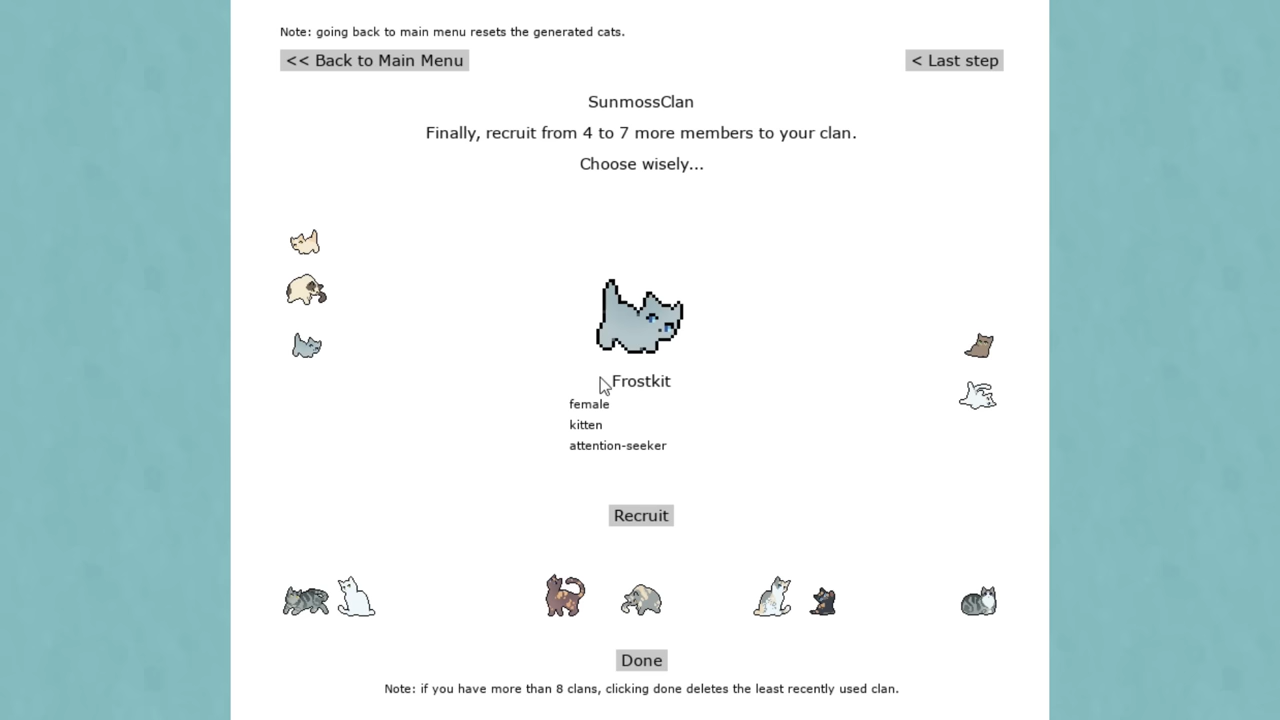 Note: going back to main menu resets the generated cats.
<< Back to Main Menu
< Last step
SunmossClan
Finally, recruit from 4 to 7 more members to your clan.
Choose wisely...
Frostkit
female
kitten
attention-seeker
Recruit
Done
Note: if you have more than 8 clans, clicking done deletes the least recently used clan.